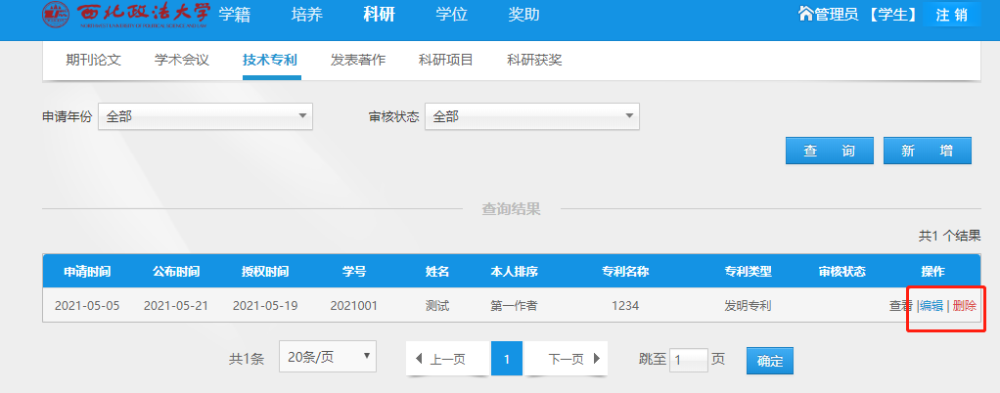 西北政法大学 学籍 培养 科研 学位 奖助 管理员 【学生】 注 销
期刊论文 学术会议 技术专利 发表著作 科研项目 科研获奖
申请年份 全部 审核状态 全部
查 询 新 增
查询结果
共1 个结果
申请时间 公布时间 授权时间 学号 姓名 本人排序 专利名称 专利类型 审核状态 操作
2021-05-05 2021-05-21 2021-05-19 2021001 测试 第一作者 1234 发明专利 查看 |编辑 | 删除
共1条 20条/页 上一页 1 下一页 跳至 1 页 确定